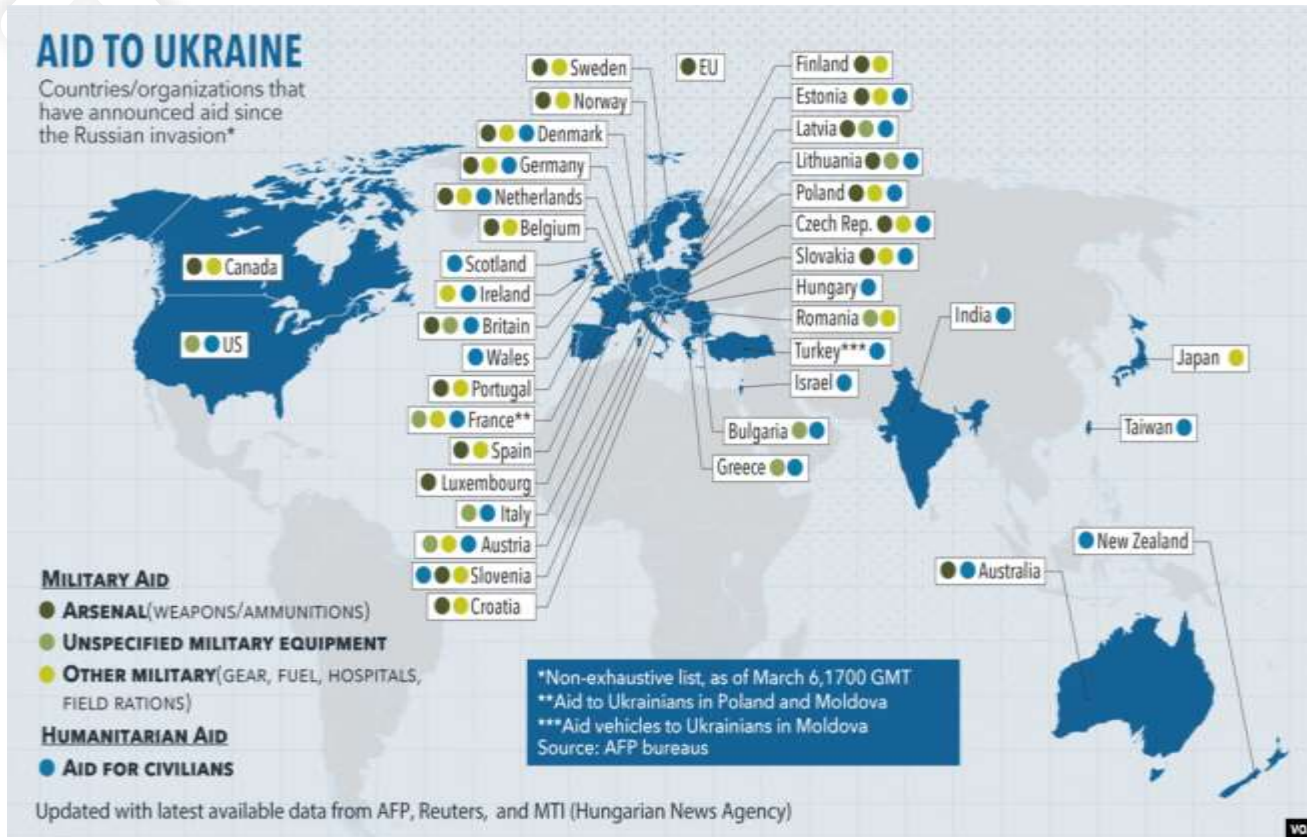 AID TO UKRAINE
Countries/organizations that
have announced aid since
the Russian invasion*
Sweden
EU
Norway
Denmark
Germany
Netherlands
Belgium
Scotland
Ireland
Britain
Wales
Portugal
France**
Spain
Luxembourg
Italy
Austria
Slovenia
Croatia
Canada
US
Finland
Estonia
Latvia
Lithuania
Poland
Czech Rep.
Slovakia
Hungary
Romania
Turkey***
Israel
Bulgaria
Greece
India
Japan
Taiwan
New Zealand
Australia
MILITARY AID
ARSENAL(WEAPONS/AMMUNITIONS)
UNSPECIFIED MILITARY EQUIPMENT
OTHER MILITARY(GEAR, FUEL, HOSPITALS,
FIELD RATIONS)
HUMANITARIAN AID
AID FOR CIVILIANS
*Non-exhaustive list, as of March 6,1700 GMT
**Aid to Ukrainians in Poland and Moldova
***Aid vehicles to Ukrainians in Moldova
Source: AFP bureaus
Updated with latest available data from AFP, Reuters, and MTI (Hungarian News Agency)